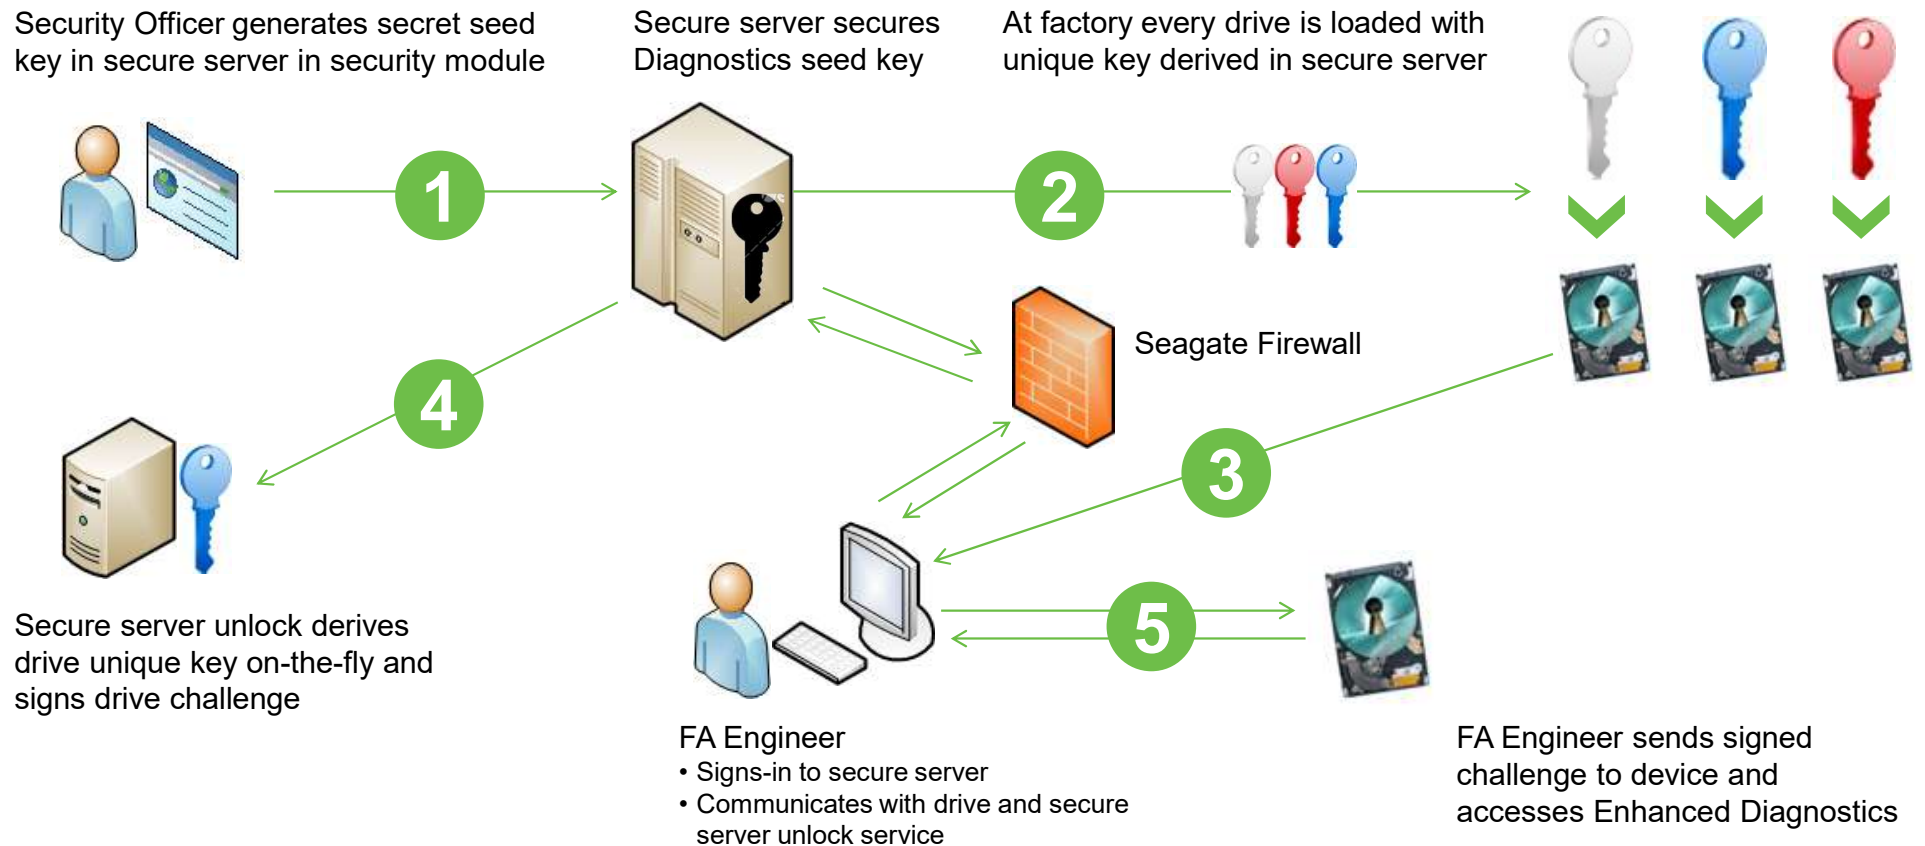 Security Officer generates secret seed
key in secure server in security module
Secure server secures
Diagnostics seed key
At factory every drive is loaded with
unique key derived in secure server
1
2
Seagate Firewall
4
3
5
Secure server unlock derives
drive unique key on-the-fly and
signs drive challenge
FA Engineer
• Signs-in to secure server
• Communicates with drive and secure
server unlock service
FA Engineer sends signed
challenge to device and
accesses Enhanced Diagnostics